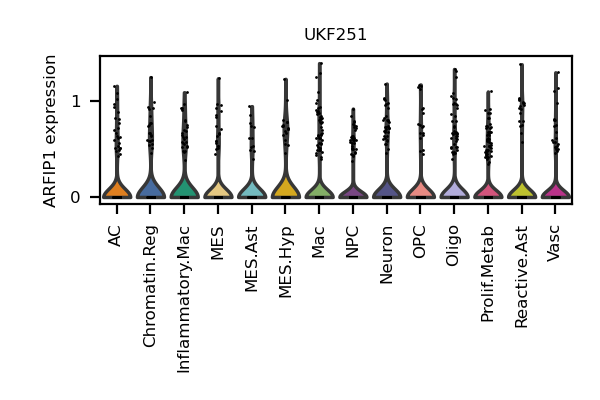 UKF251
ARFIP1 expression
1
0
AC
Chromatin.Reg
Inflammatory.Mac
MES
MES.Ast
MES.Hyp
Mac
NPC
Neuron
OPC
Oligo
Prolif.Metab
Reactive.Ast
Vasc